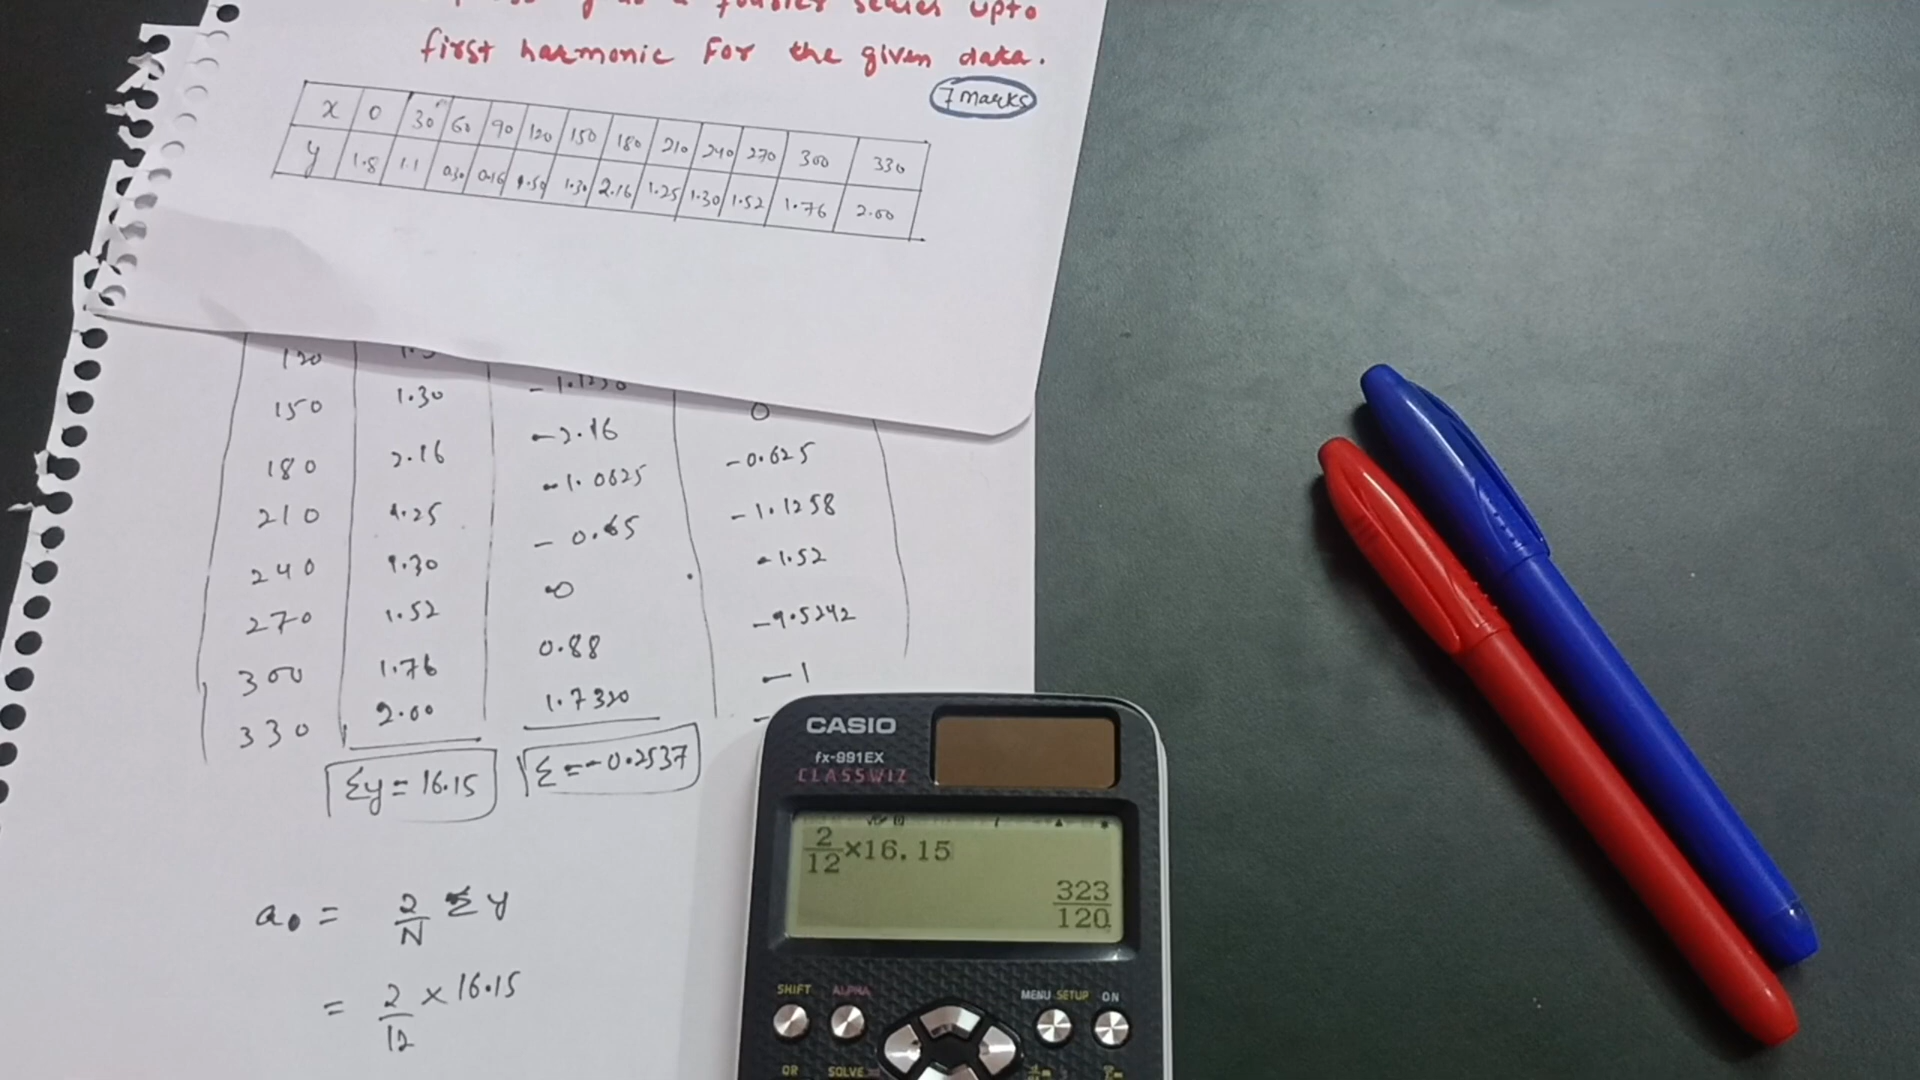 fourier series upto
first harmonic For the given data.
7 marks
x 0 30 60 90 120 150 180 210 240 270 300 330
y 1.8 1.1 0.30 0.16 1.50 1.30 2.16 1.25 1.30 1.52 1.76 2.00
120
150 1.30 0
180 2.16 -2.16 -0.625
210 1.25 -1.0625 -1.1258
240 1.30 -0.65 -1.52
270 1.52 0
300 1.76 0.88 -1
330 2.00 1.7320
Σy = 16.15 Σ = -0.2537
a0 = 2/N Σy
= 2/12 × 16.15
CASIO
fx-991EX
CLASSWIZ
2/12×16.15
323/120
SHIFT ALPHA MENU SETUP ON
SOLVE =